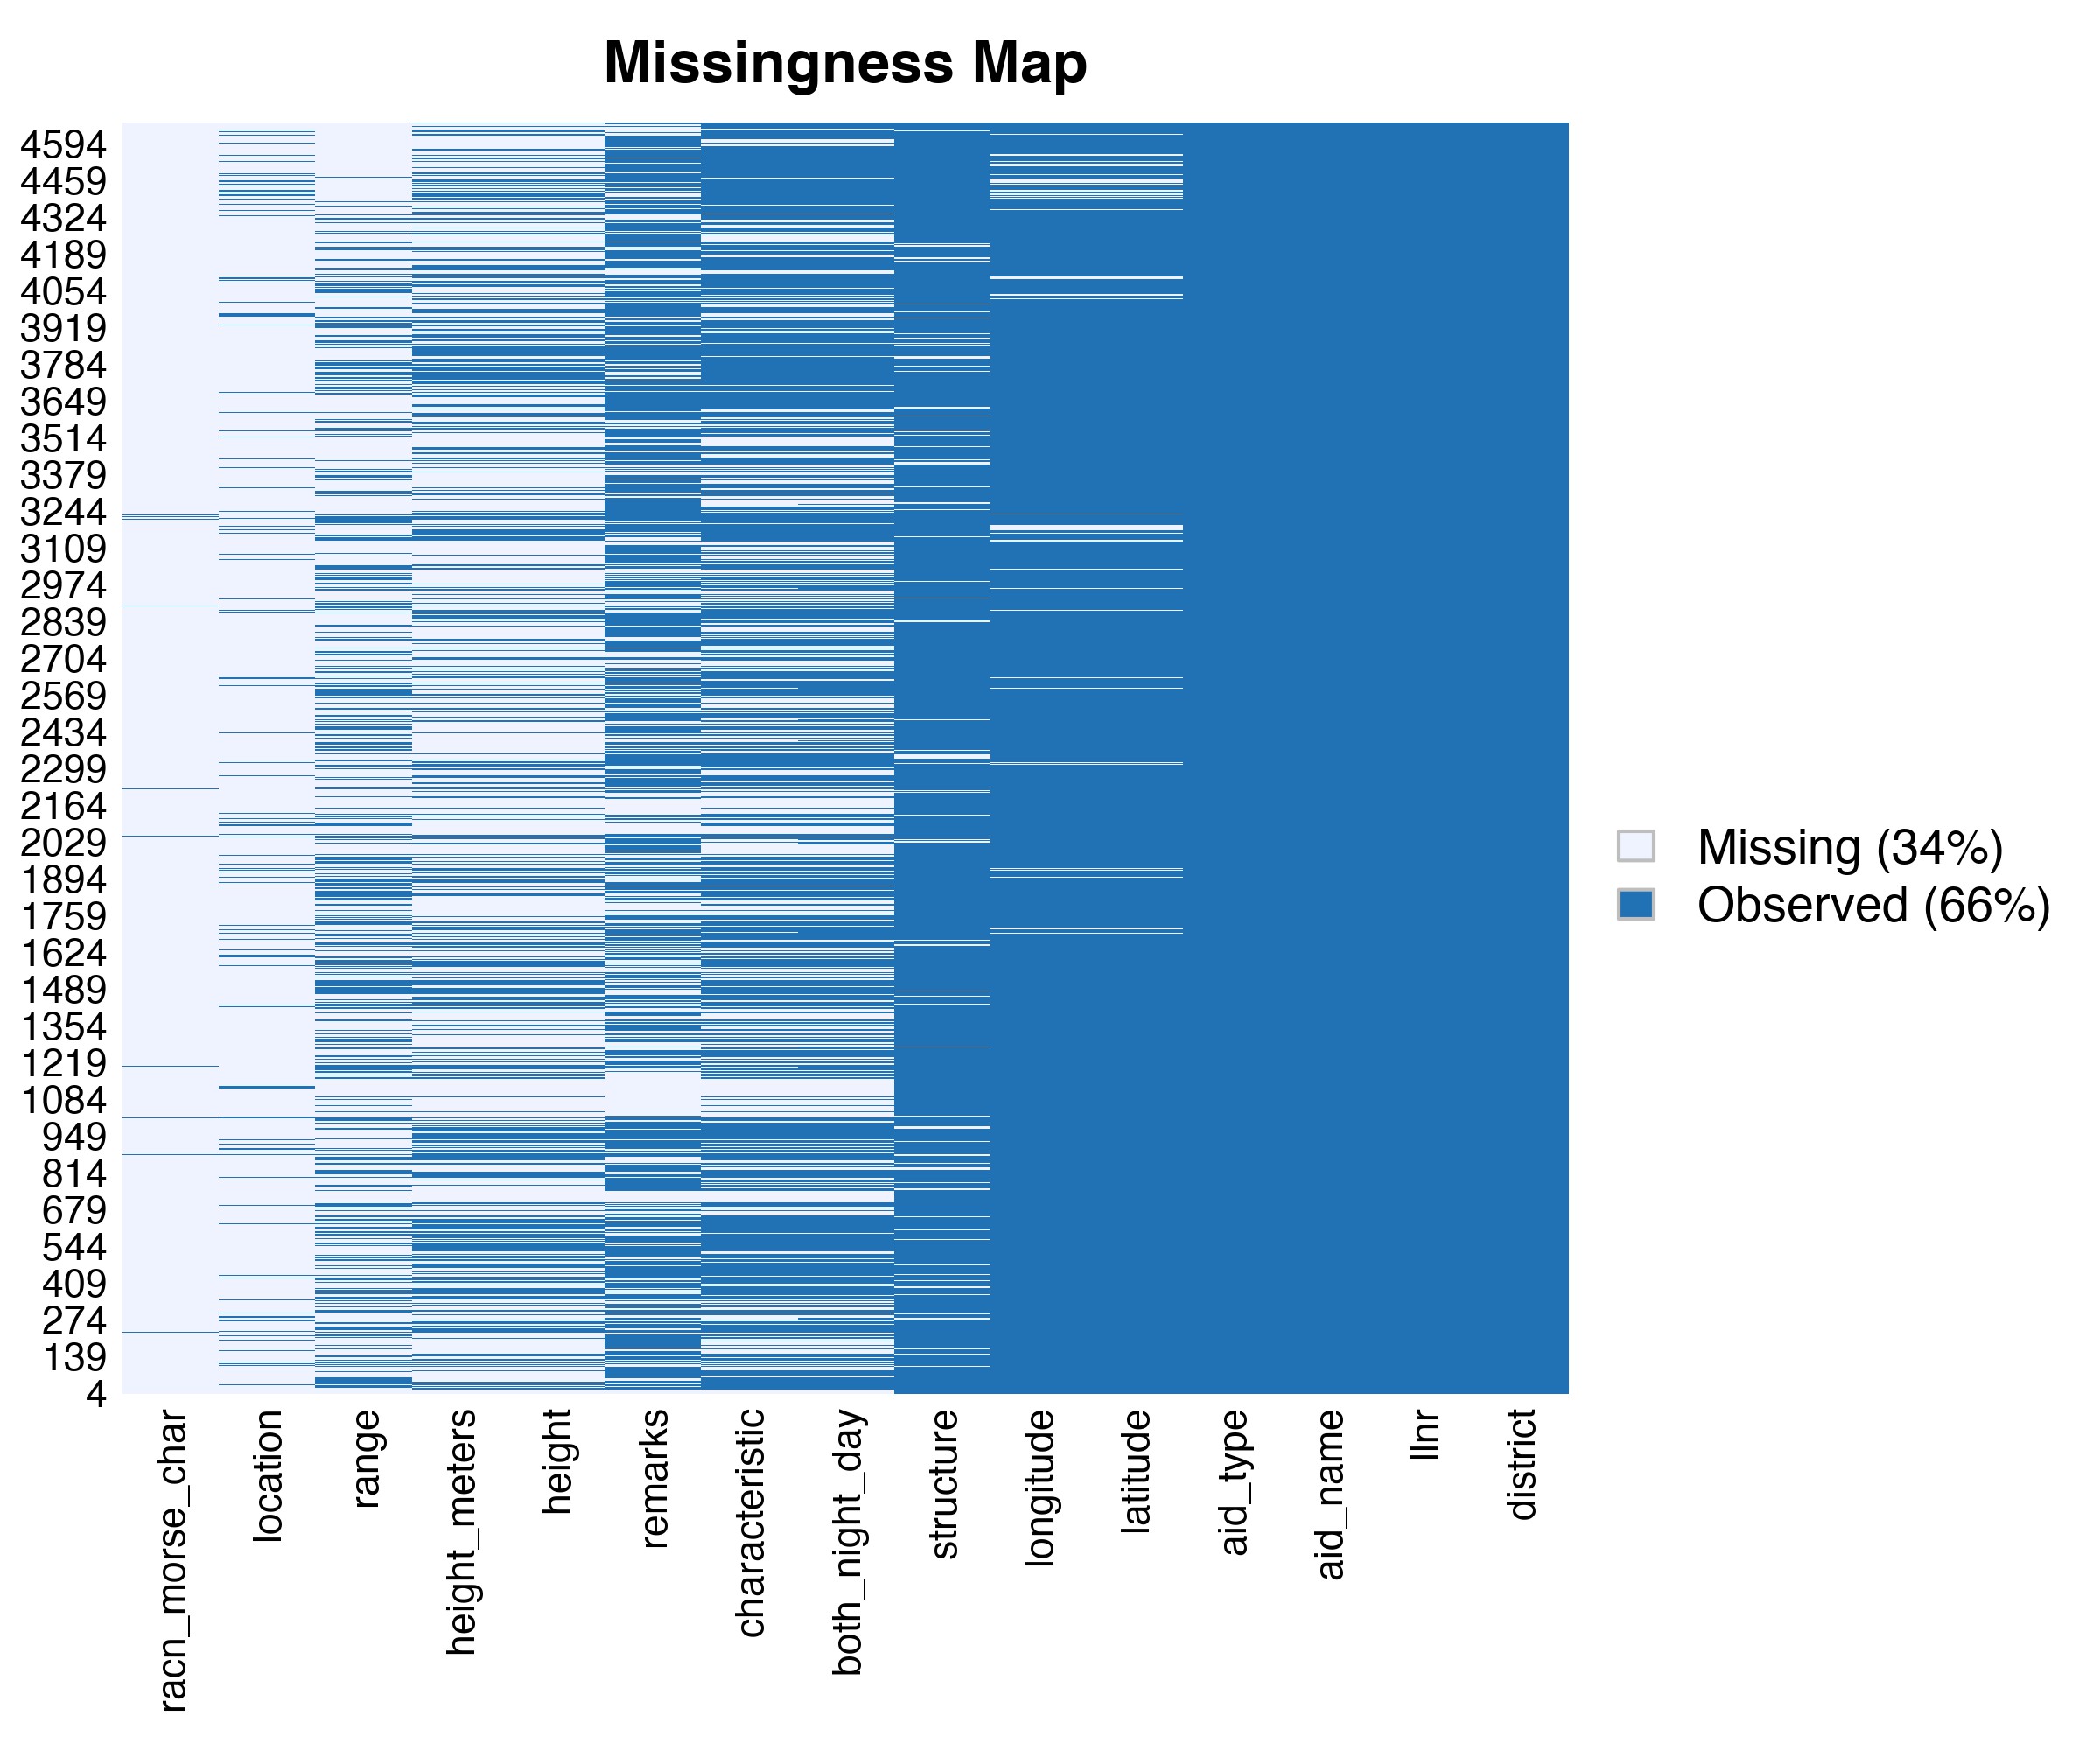 Missingness Map
4594
4459
4324
4189
4054
3919
3784
3649
3514
3379
3244
3109
2974
2839
2704
2569
2434
2299
2164
2029
1894
1759
1624
1489
1354
1219
1084
949
814
679
544
409
274
139
4
Missing (34%)
Observed (66%)
racn_morse_char
location
range
height_meters
height
remarks
characteristic
both_night_day
structure
longitude
latitude
aid_type
aid_name
llnr
district